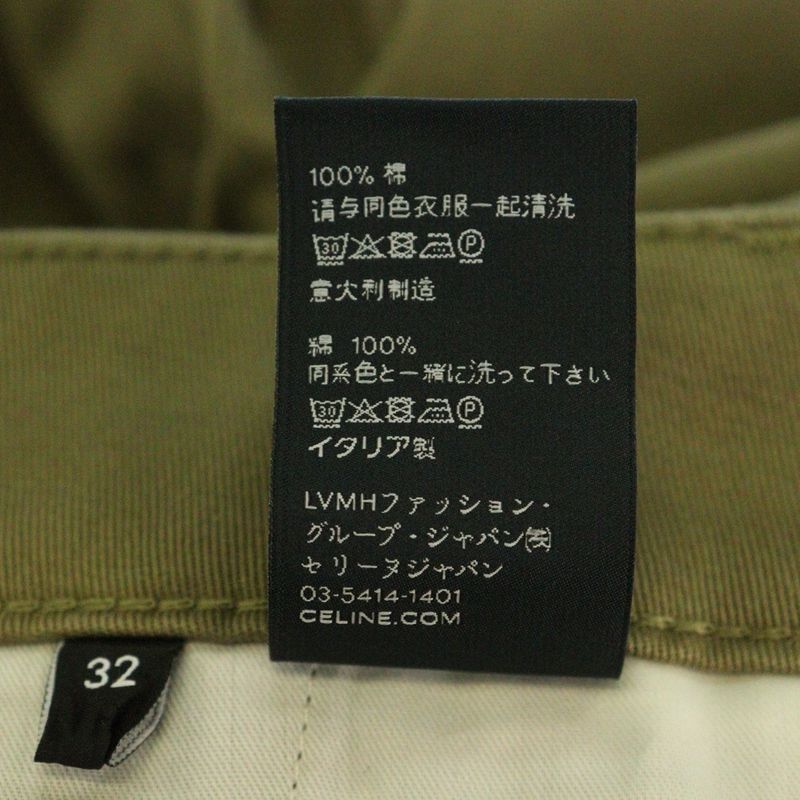 100% 棉
请与同色衣服一起清洗
30 P
意大利制造
綿 100%
同系色と一緒に洗って下さい
30 P
イタリア製
LVMHファッション・
グループ・ジャパン㈱
セリーヌジャパン
03-5414-1401
CELINE.COM
32